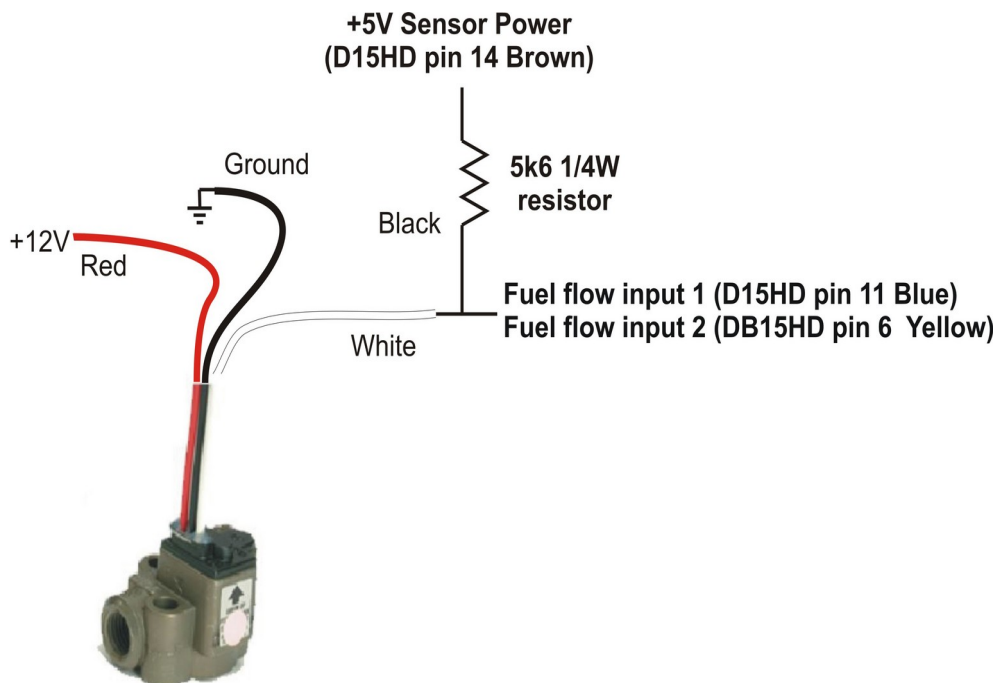 +5V Sensor Power
(D15HD pin 14 Brown)
Ground
5k6 1/4W
resistor
Black
+12V
Red
Fuel flow input 1 (D15HD pin 11 Blue)
Fuel flow input 2 (DB15HD pin 6 Yellow)
White